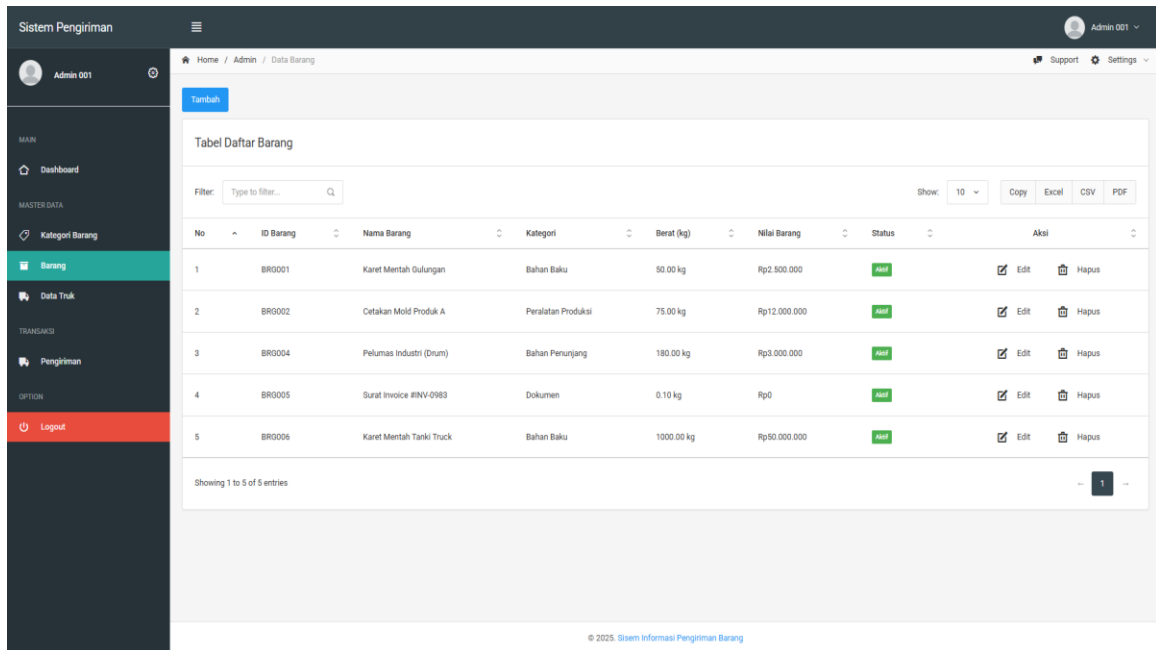 Sistem Pengiriman
Admin 001
Admin 001
Home / Admin / Data Barang
Support Settings
Tambah
MAIN
Dashboard
MASTER DATA
Kategori Barang
Barang
Data Truk
TRANSAKSI
Pengiriman
OPTION
Logout
Tabel Daftar Barang
Filter: Type to filter... Show: 10 Copy Excel CSV PDF
No ID Barang Nama Barang Kategori Berat (kg) Nilai Barang Status Aksi
1 BRG001 Karet Mentah Gulungan Bahan Baku 50.00 kg Rp2.500.000 Aktif Edit Hapus
2 BRG002 Cetakan Mold Produk A Peralatan Produksi 75.00 kg Rp12.000.000 Aktif Edit Hapus
3 BRG004 Pelumas Industri (Drum) Bahan Penunjang 180.00 kg Rp3.000.000 Aktif Edit Hapus
4 BRG005 Surat Invoice #INV-0983 Dokumen 0.10 kg Rp0 Aktif Edit Hapus
5 BRG006 Karet Mentah Tanki Truck Bahan Baku 1000.00 kg Rp50.000.000 Aktif Edit Hapus
Showing 1 to 5 of 5 entries
← 1 →
© 2025. Sisem Informasi Pengiriman Barang